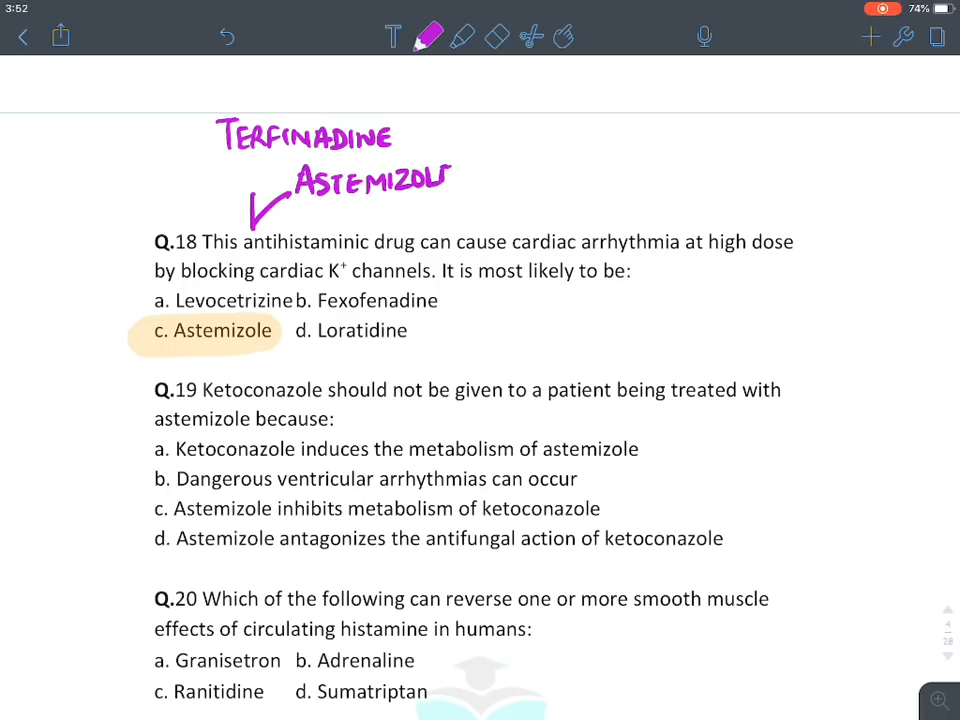 3:52
74%
T
TERFINADINE
ASTEMIZOLE
Q.18 This antihistaminic drug can cause cardiac arrhythmia at high dose
by blocking cardiac K⁺ channels. It is most likely to be:
a. Levocetrizine b. Fexofenadine
c. Astemizole d. Loratidine
Q.19 Ketoconazole should not be given to a patient being treated with
astemizole because:
a. Ketoconazole induces the metabolism of astemizole
b. Dangerous ventricular arrhythmias can occur
c. Astemizole inhibits metabolism of ketoconazole
d. Astemizole antagonizes the antifungal action of ketoconazole
Q.20 Which of the following can reverse one or more smooth muscle
effects of circulating histamine in humans:
a. Granisetron b. Adrenaline
c. Ranitidine d. Sumatriptan
4
28